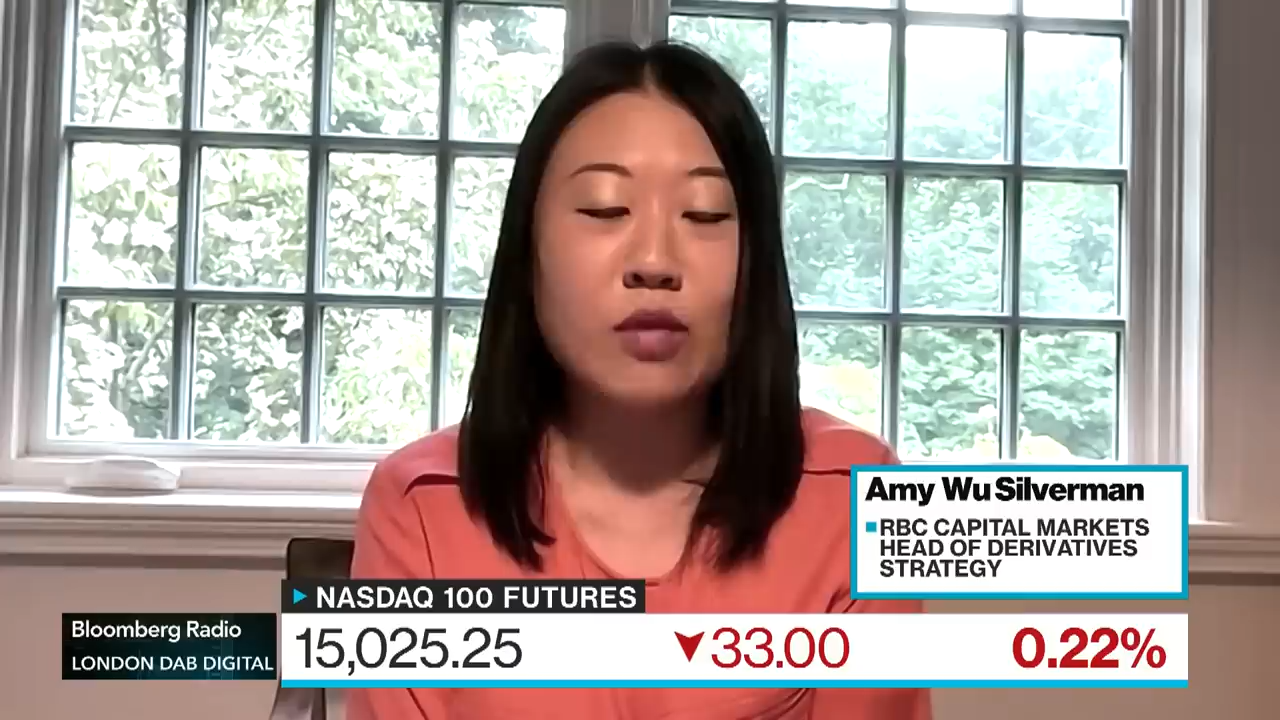 Amy Wu Silverman
RBC CAPITAL MARKETS
HEAD OF DERIVATIVES
STRATEGY
NASDAQ 100 FUTURES
Bloomberg Radio
LONDON DAB DIGITAL
15,025.25 33.00 0.22%